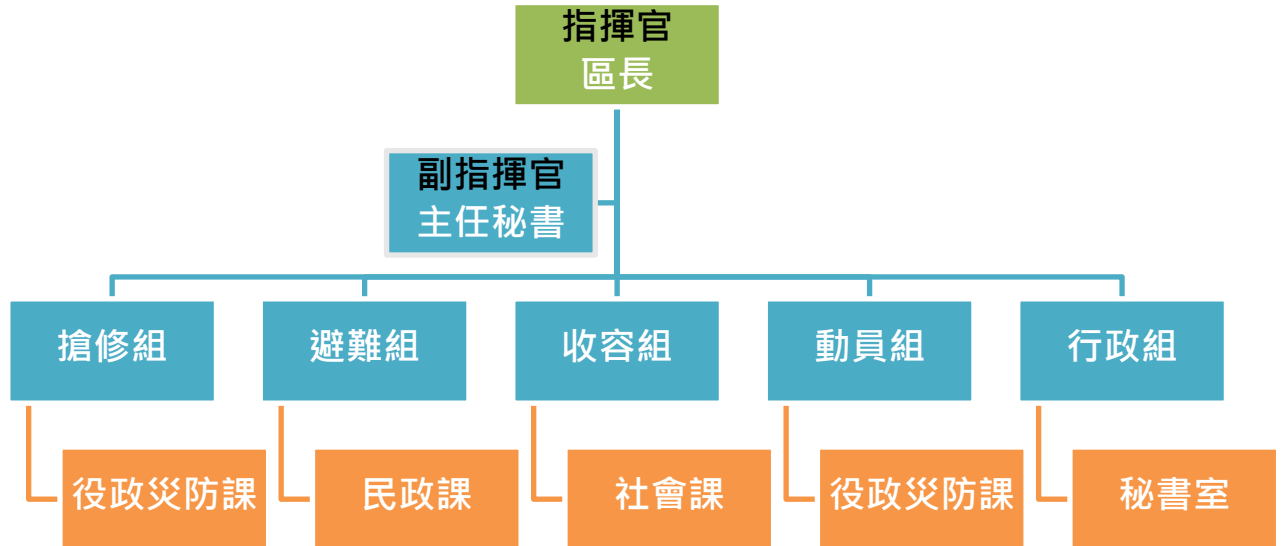 指揮官
區長
副指揮官
主任秘書
搶修組
避難組
收容組
動員組
行政組
役政災防課
民政課
社會課
役政災防課
秘書室